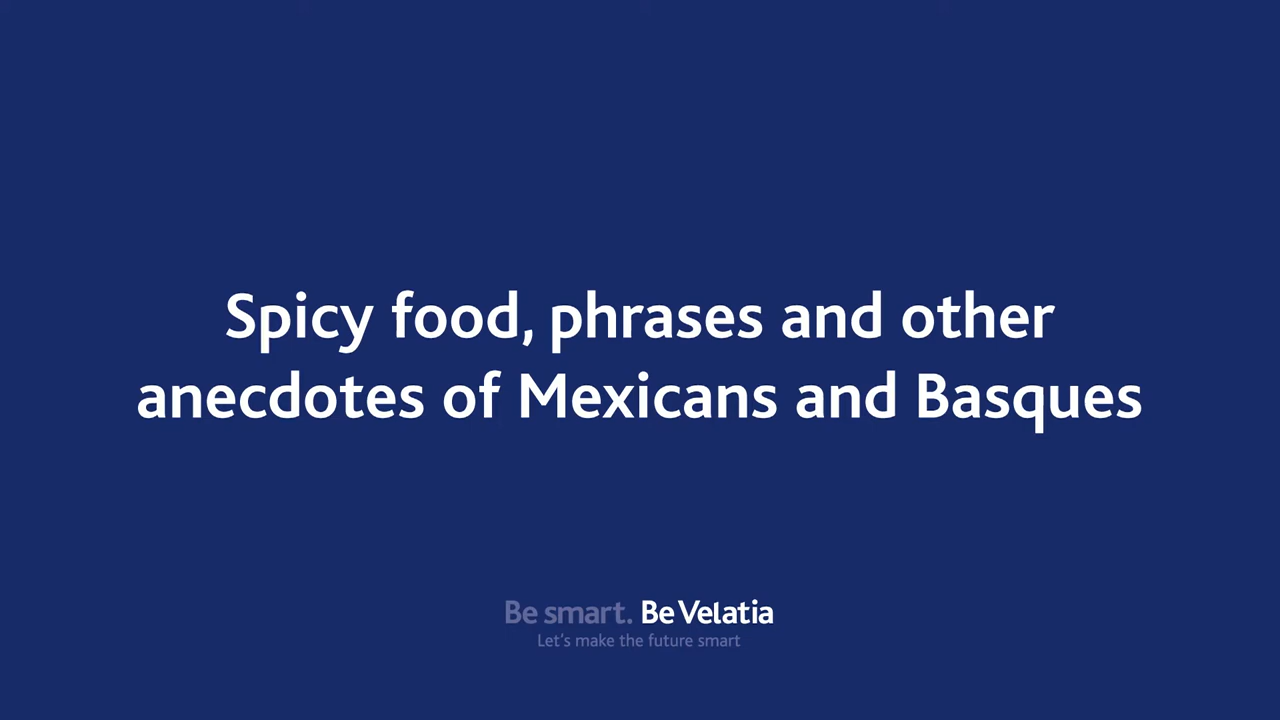 Spicy food, phrases and other
anecdotes of Mexicans and Basques
Be smart. Be Velatia
Let's make the future smart